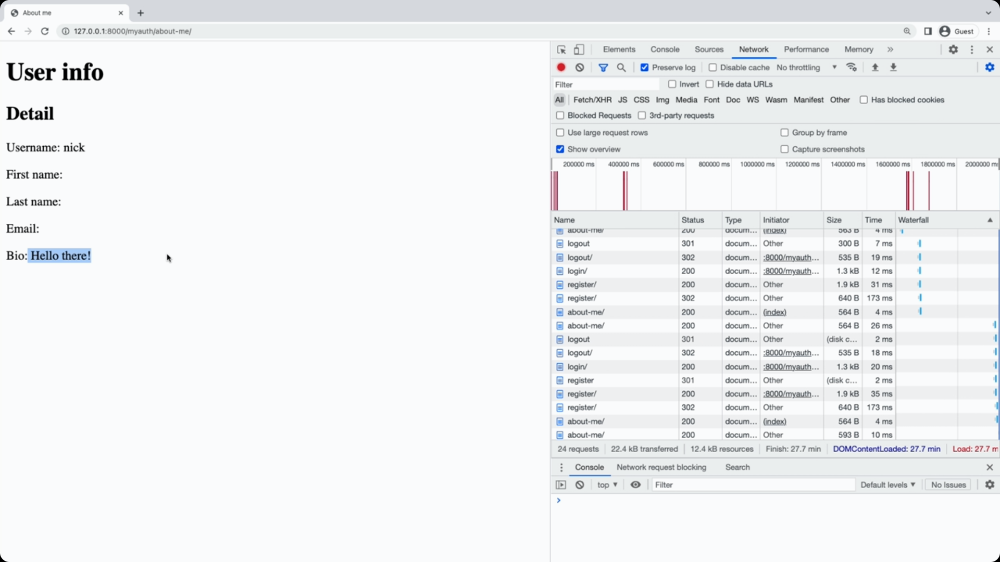 About me
127.0.0.1:8000/myauth/about-me/
Guest
User info
Detail
Username: nick
First name:
Last name:
Email:
Bio: Hello there!
Elements Console Sources Network Performance Memory
Preserve log Disable cache No throttling
Filter Invert Hide data URLs
All Fetch/XHR JS CSS Img Media Font Doc WS Wasm Manifest Other Has blocked cookies
Blocked Requests 3rd-party requests
Use large request rows Group by frame
Show overview Capture screenshots
200000 ms 400000 ms 600000 ms 800000 ms 1000000 ms 1200000 ms 1400000 ms 1600000 ms 1800000 ms 2000000 ms
Name Status Type Initiator Size Time Waterfall
about-me/ 200 docum... (index) 563 B 4 ms
logout 301 docum... Other 300 B 7 ms
logout/ 302 docum... :8000/myauth... 535 B 19 ms
login/ 200 docum... :8000/myauth... 1.3 kB 12 ms
register/ 200 docum... Other 1.9 kB 31 ms
register/ 302 docum... Other 640 B 173 ms
about-me/ 200 docum... (index) 564 B 4 ms
about-me/ 200 docum... Other 564 B 26 ms
logout 301 docum... Other (disk c... 2 ms
logout/ 302 docum... :8000/myauth... 535 B 18 ms
login/ 200 docum... :8000/myauth... 1.3 kB 20 ms
register 301 docum... Other (disk c... 2 ms
register/ 200 docum... :8000/myauth... 1.9 kB 35 ms
register/ 302 docum... Other 640 B 173 ms
about-me/ 200 docum... (index) 564 B 4 ms
about-me/ 200 docum... Other 593 B 10 ms
24 requests 22.4 kB transferred 12.4 kB resources Finish: 27.7 min DOMContentLoaded: 27.7 min Load: 27.7 m
Console Network request blocking Search
top Filter Default levels No Issues